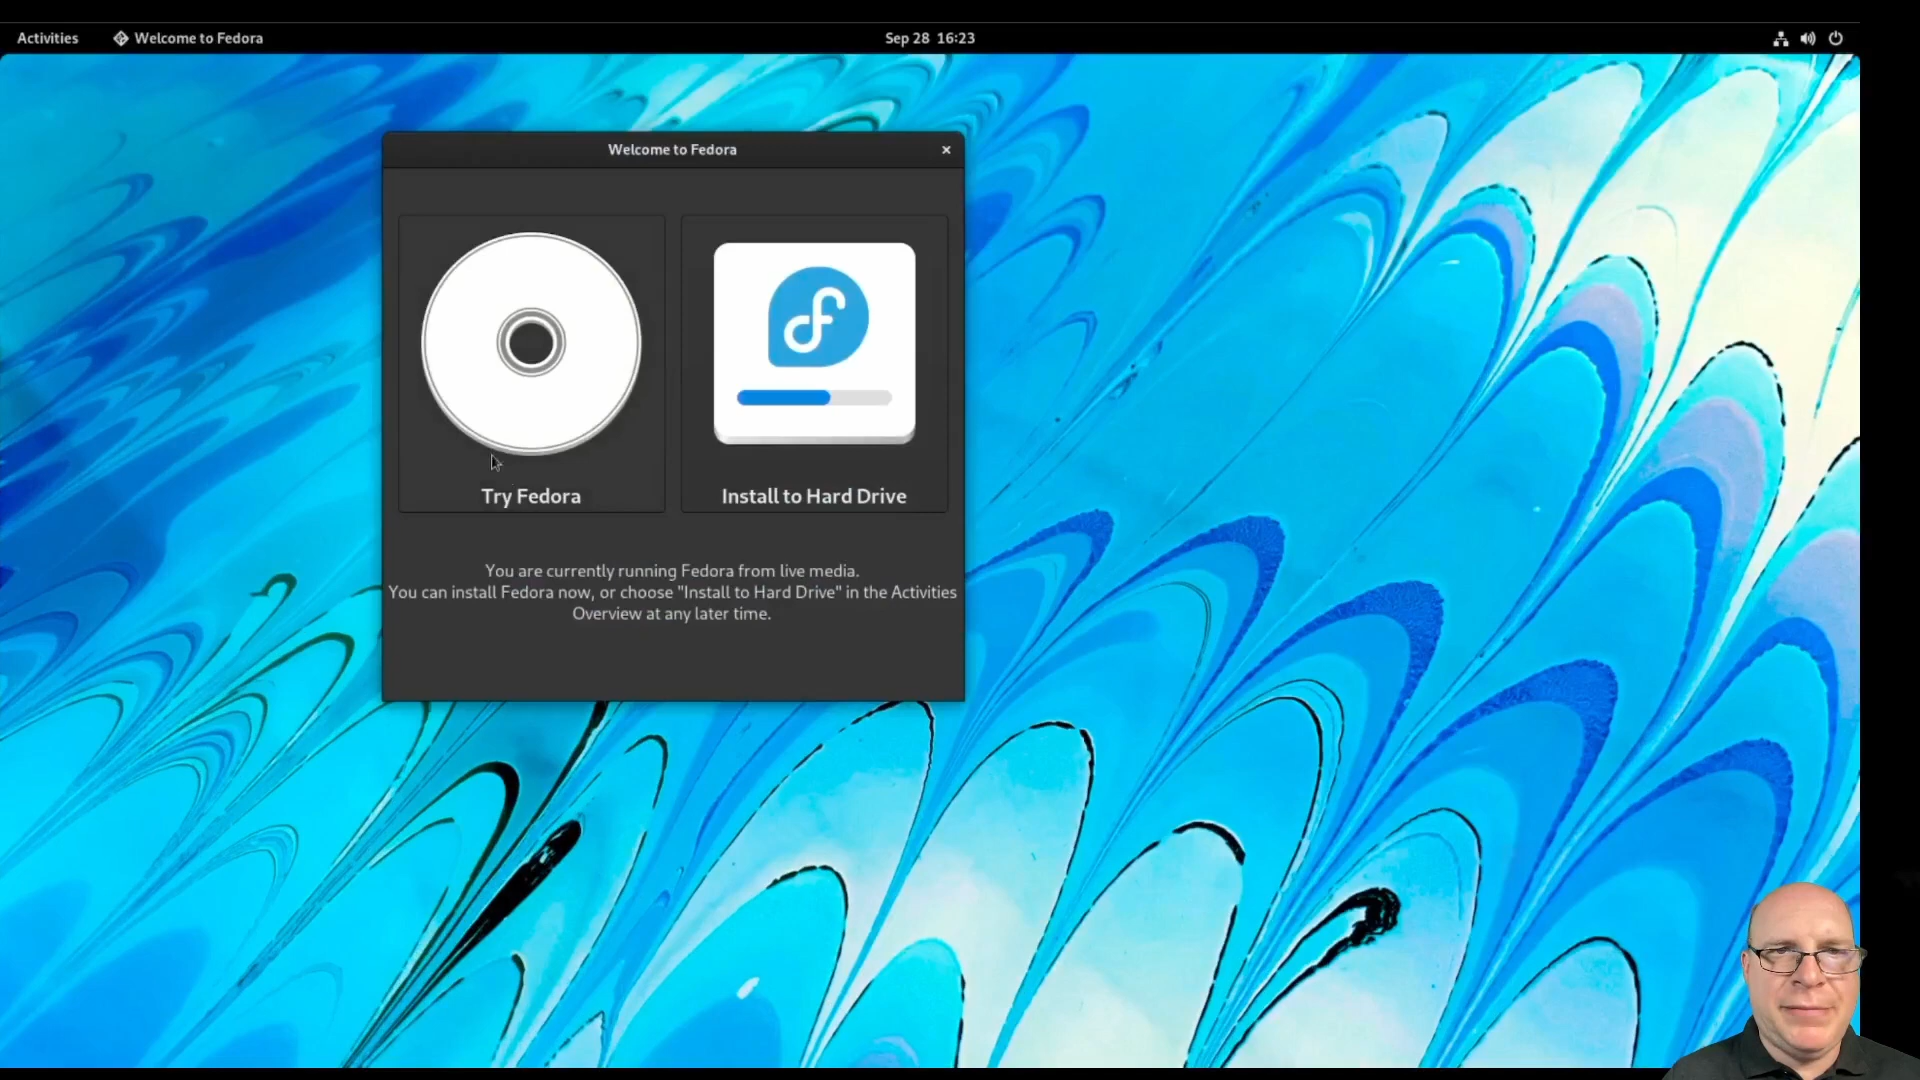 Activities
Welcome to Fedora
Sep 28 16:23
Welcome to Fedora
Try Fedora
Install to Hard Drive
You are currently running Fedora from live media.
You can install Fedora now, or choose "Install to Hard Drive" in the Activities
Overview at any later time.